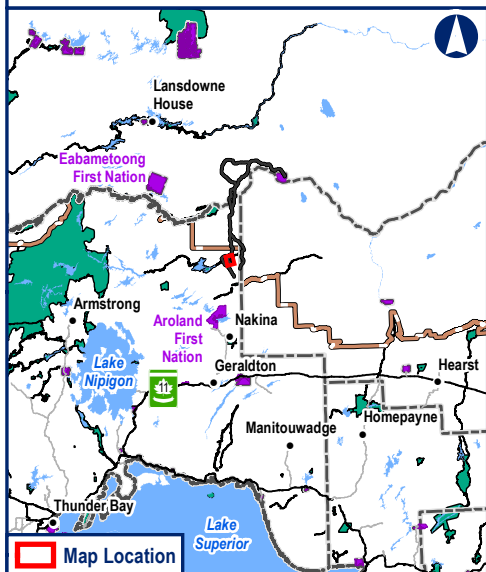 Lansdowne
House
Eabametoong
First Nation
Armstrong
Aroland
First
Nation
Nakina
Lake
Nipigon
Geraldton
Hearst
11
Manitouwadge
Homepayne
Thunder Bay
Lake
Superior
Map Location